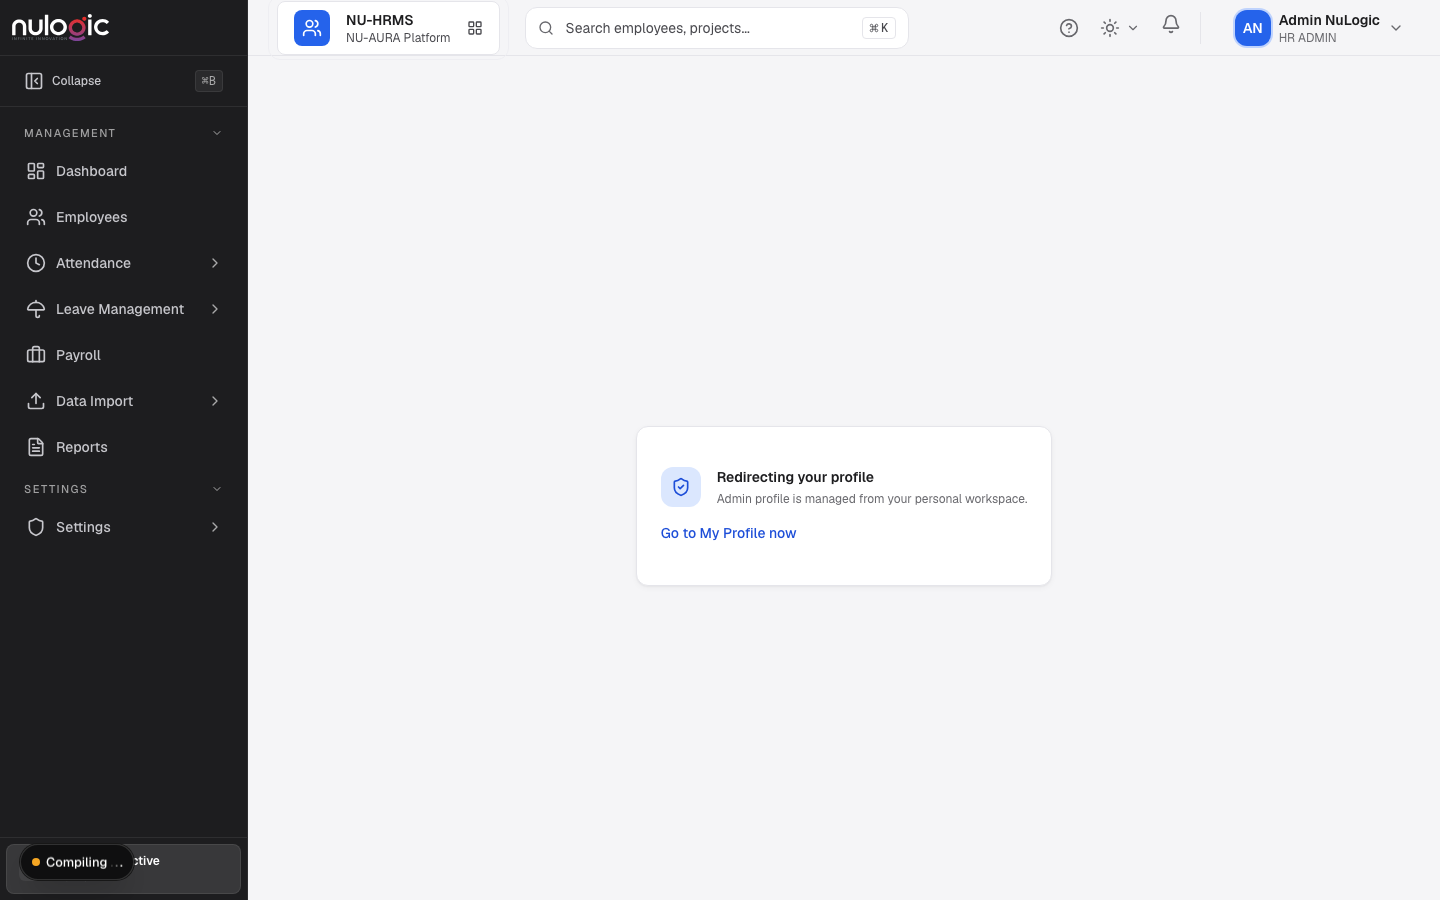 nulogic
NU-HRMS
NU-AURA Platform
Search employees, projects...
⌘K
AN
Admin NuLogic
HR ADMIN
Collapse
⌘B
MANAGEMENT
Dashboard
Employees
Attendance
Leave Management
Payroll
Data Import
Reports
SETTINGS
Settings
Redirecting your profile
Admin profile is managed from your personal workspace.
Go to My Profile now
Compiling ...
ctive